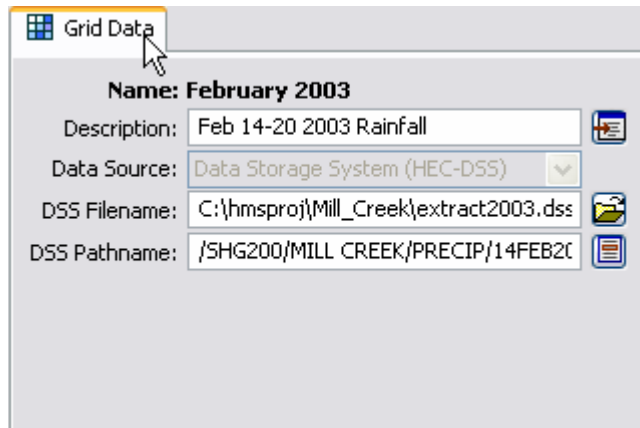 Grid Data
Name: February 2003
Description: Feb 14-20 2003 Rainfall
Data Source: Data Storage System (HEC-DSS)
DSS Filename: C:\hmsproj\Mill_Creek\extract2003.dss
DSS Pathname: /SHG200/MILL CREEK/PRECIP/14FEB20